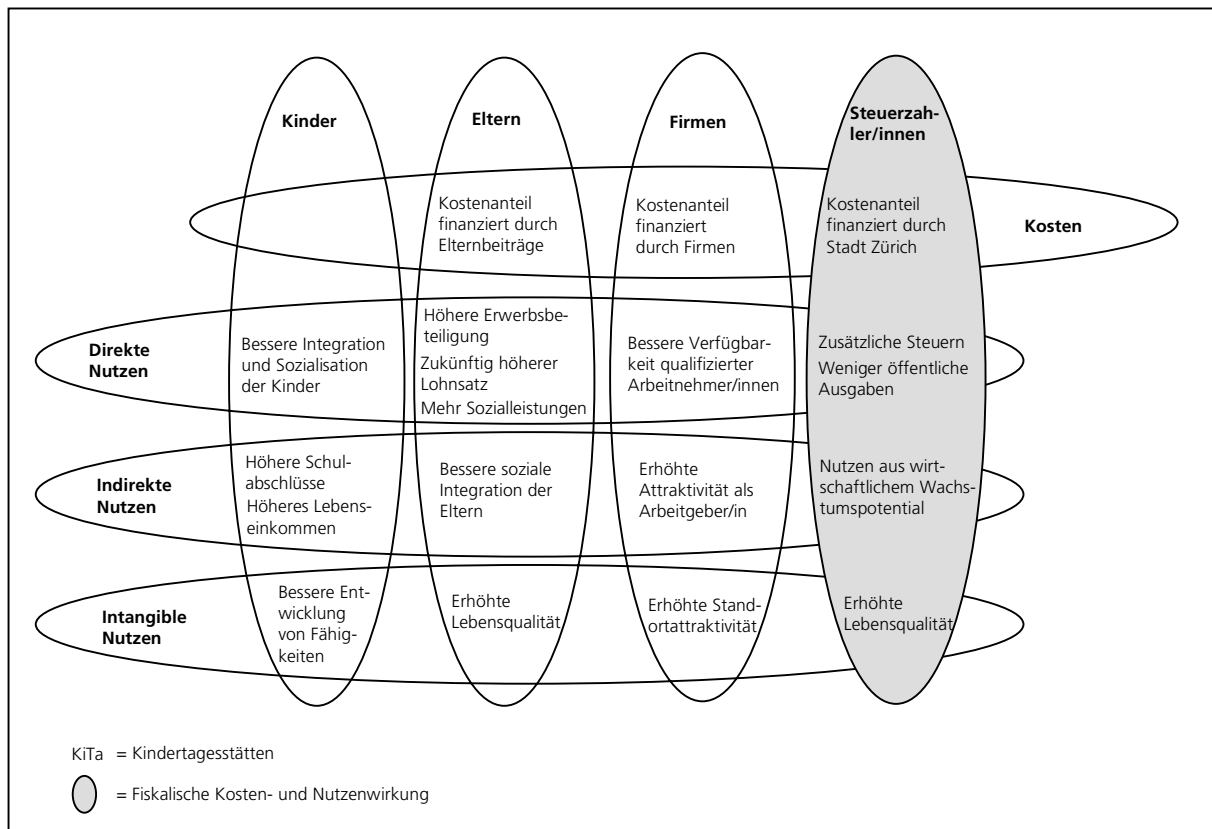 Kinder
Eltern
Firmen
Steuerzah-
ler/innen
Kostenanteil
finanziert durch
Elternbeiträge
Kostenanteil
finanziert
durch Firmen
Kostenanteil
finanziert durch
Stadt Zürich
Kosten
Direkte
Nutzen
Bessere Integration
und Sozialisation
der Kinder
Höhere Erwerbsbe-
teiligung
Zukünftig höherer
Lohnsatz
Mehr Sozialleistungen
Bessere Verfügbar-
keit qualifizierter
Arbeitnehmer/innen
Zusätzliche Steuern
Weniger öffentliche
Ausgaben
Indirekte
Nutzen
Höhere Schul-
abschlüsse
Höheres Lebens-
einkommen
Bessere soziale
Integration der
Eltern
Erhöhte
Attraktivität als
Arbeitgeber/in
Nutzen aus wirt-
schaftlichem Wachs-
tumspotential
Intangible
Nutzen
Bessere Ent-
wicklung
von Fähig-
keiten
Erhöhte
Lebensqualität
Erhöhte Stand-
ortattraktivität
Erhöhte
Lebensqualität
KiTa = Kindertagesstätten
= Fiskalische Kosten- und Nutzenwirkung